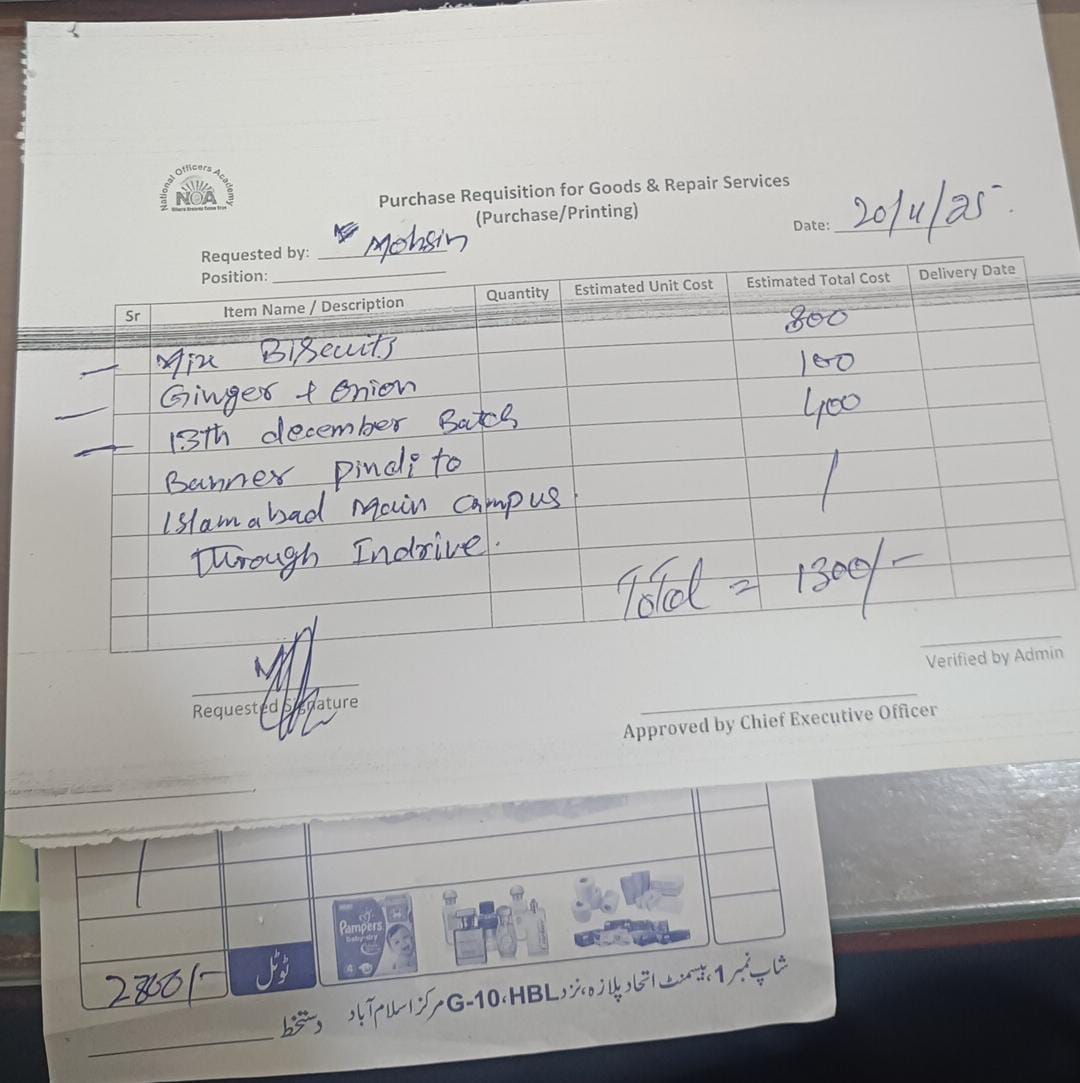 National Officers Academy
NOA
Purchase Requisition for Goods & Repair Services
(Purchase/Printing)
Date: 20/11/25
Requested by: Mohsin
Position:
Sr Item Name / Description Quantity Estimated Unit Cost Estimated Total Cost Delivery Date
Mix Biscuits 800
Ginger + Onion 100
13th december Batch 400
Banner Pindi to
Islamabad Main Campus
Through Indrive.
Total = 1300/-
Requested Signature
Verified by Admin
Approved by Chief Executive Officer
Pampers
baby-dry
4
2800/- ٹوٹل
شاپ نمبر 1، بیسمنٹ اتحاد پلازہ، نزد G-10، HBL مرکز اسلام آباد
دستخط